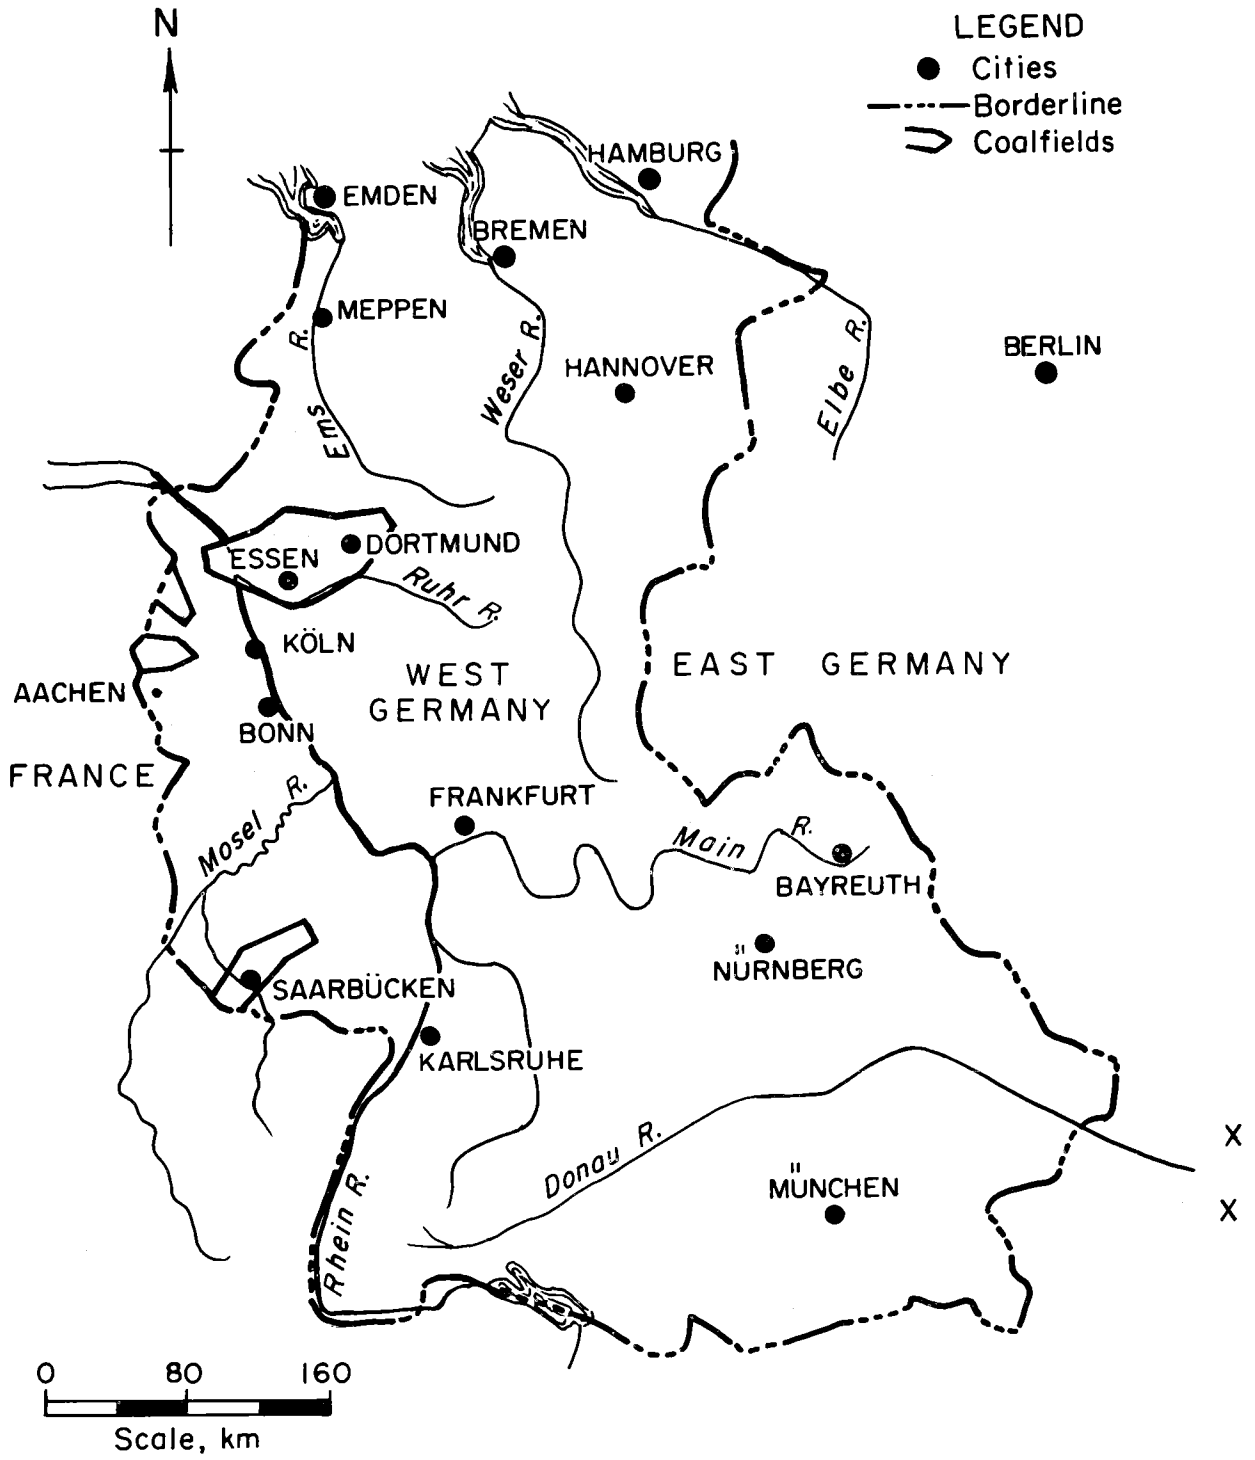 N
LEGEND
Cities
Borderline
Coalfields
HAMBURG
EMDEN
BREMEN
MEPPEN
Ems R.
Weser R.
HANNOVER
Elbe R.
BERLIN
ESSEN
DORTMUND
Ruhr R.
KÖLN
WEST
GERMANY
EAST GERMANY
AACHEN
BONN
FRANCE
Mosel R.
FRANKFURT
Main R.
BAYREUTH
NÜRNBERG
SAARBÜCKEN
KARLSRUHE
Donau R.
MÜNCHEN
Rhein R.
X
X
0 80 160
Scale, km